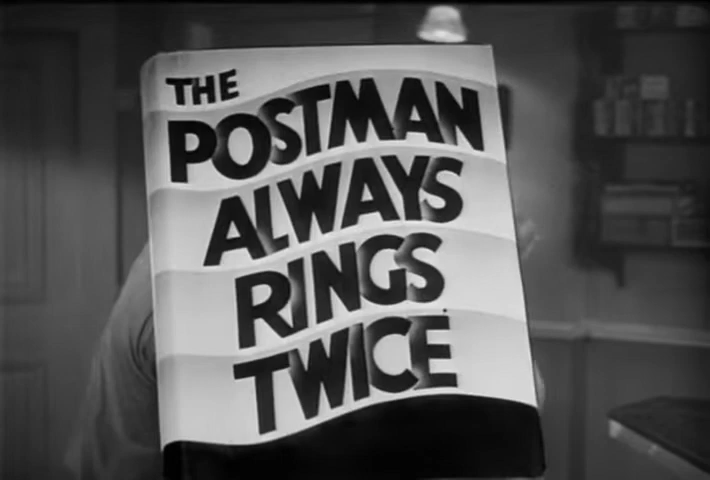 THE
POSTMAN
ALWAYS
RINGS
TWICE